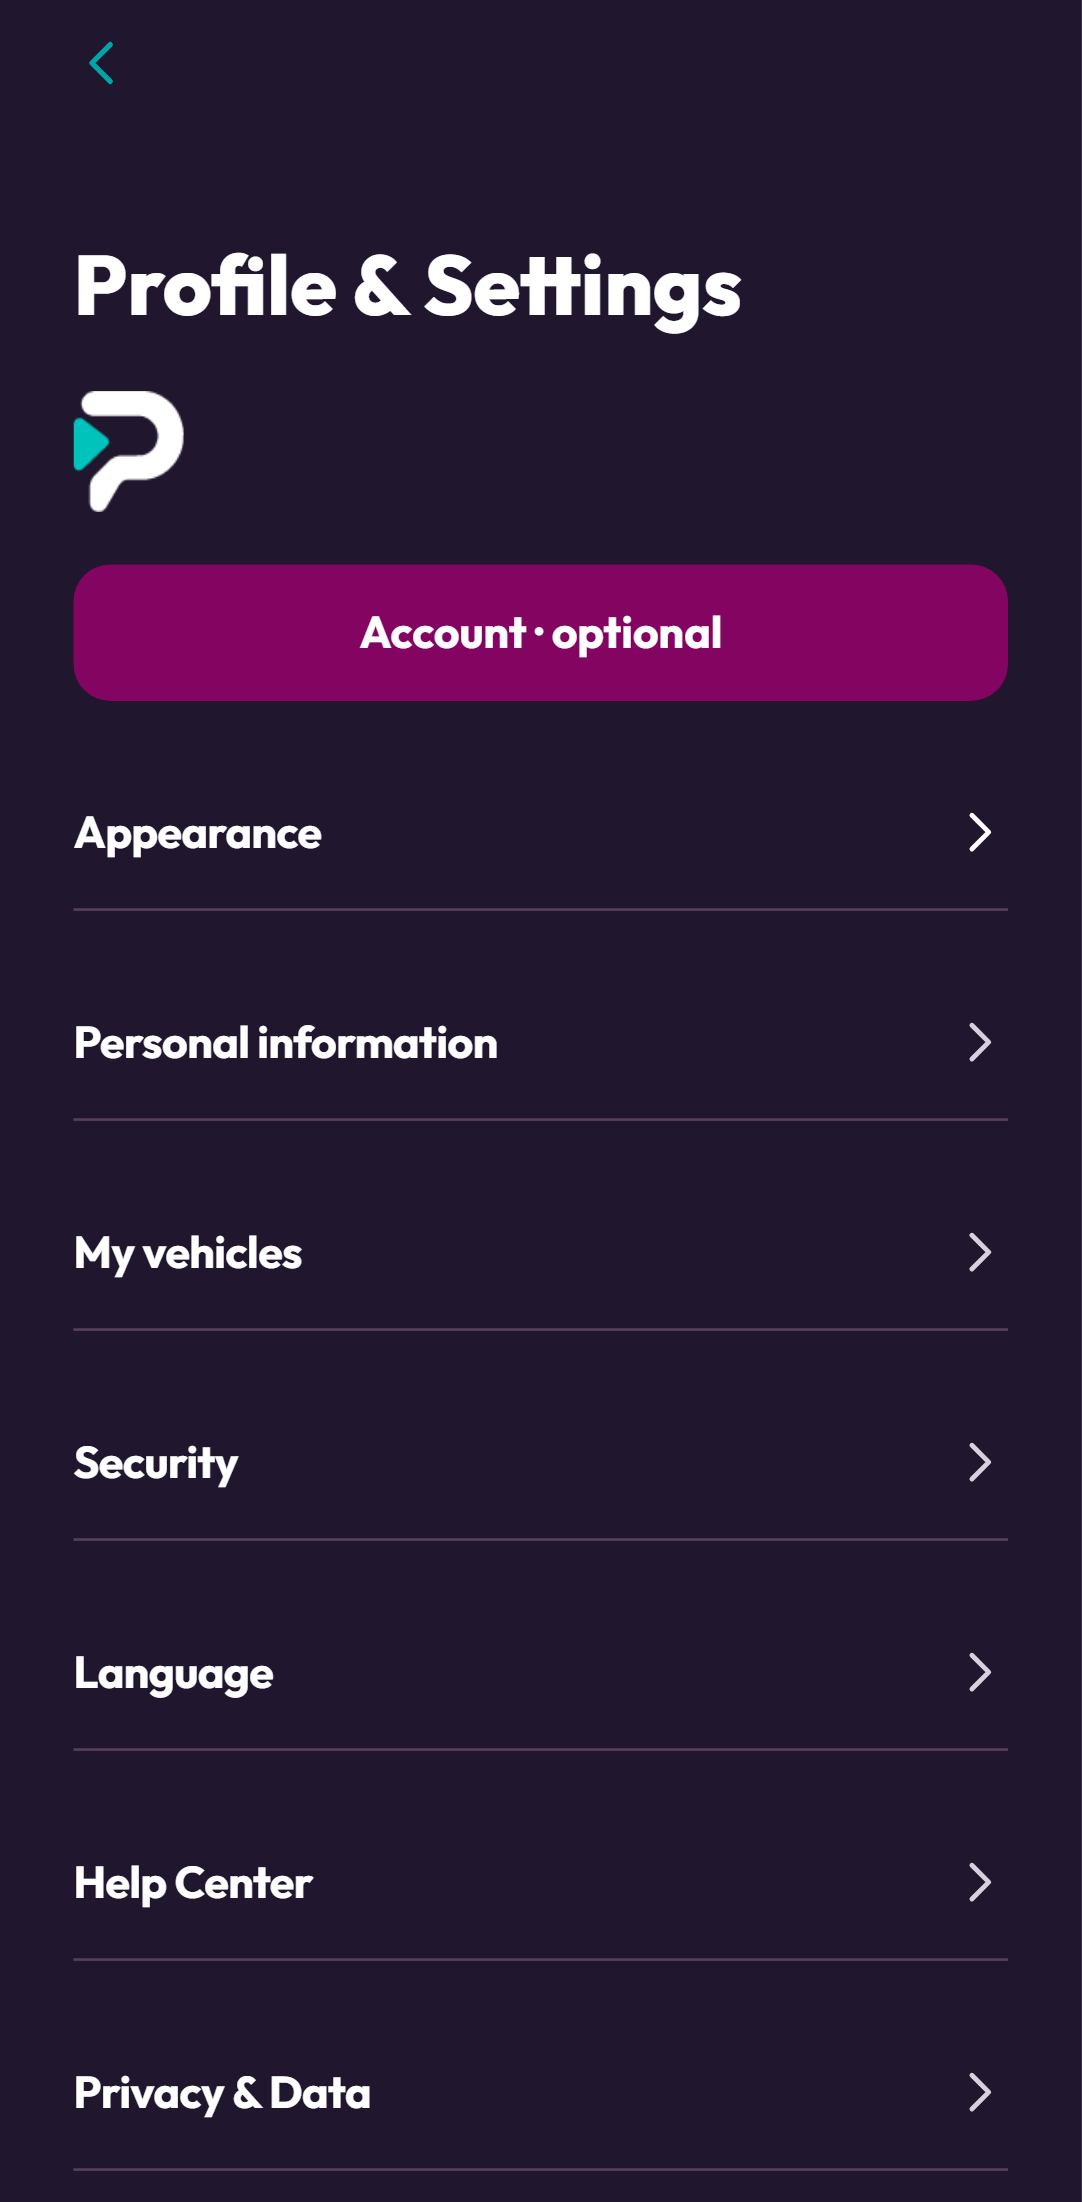 Profile & Settings
Account · optional
Appearance
Personal information
My vehicles
Security
Language
Help Center
Privacy & Data